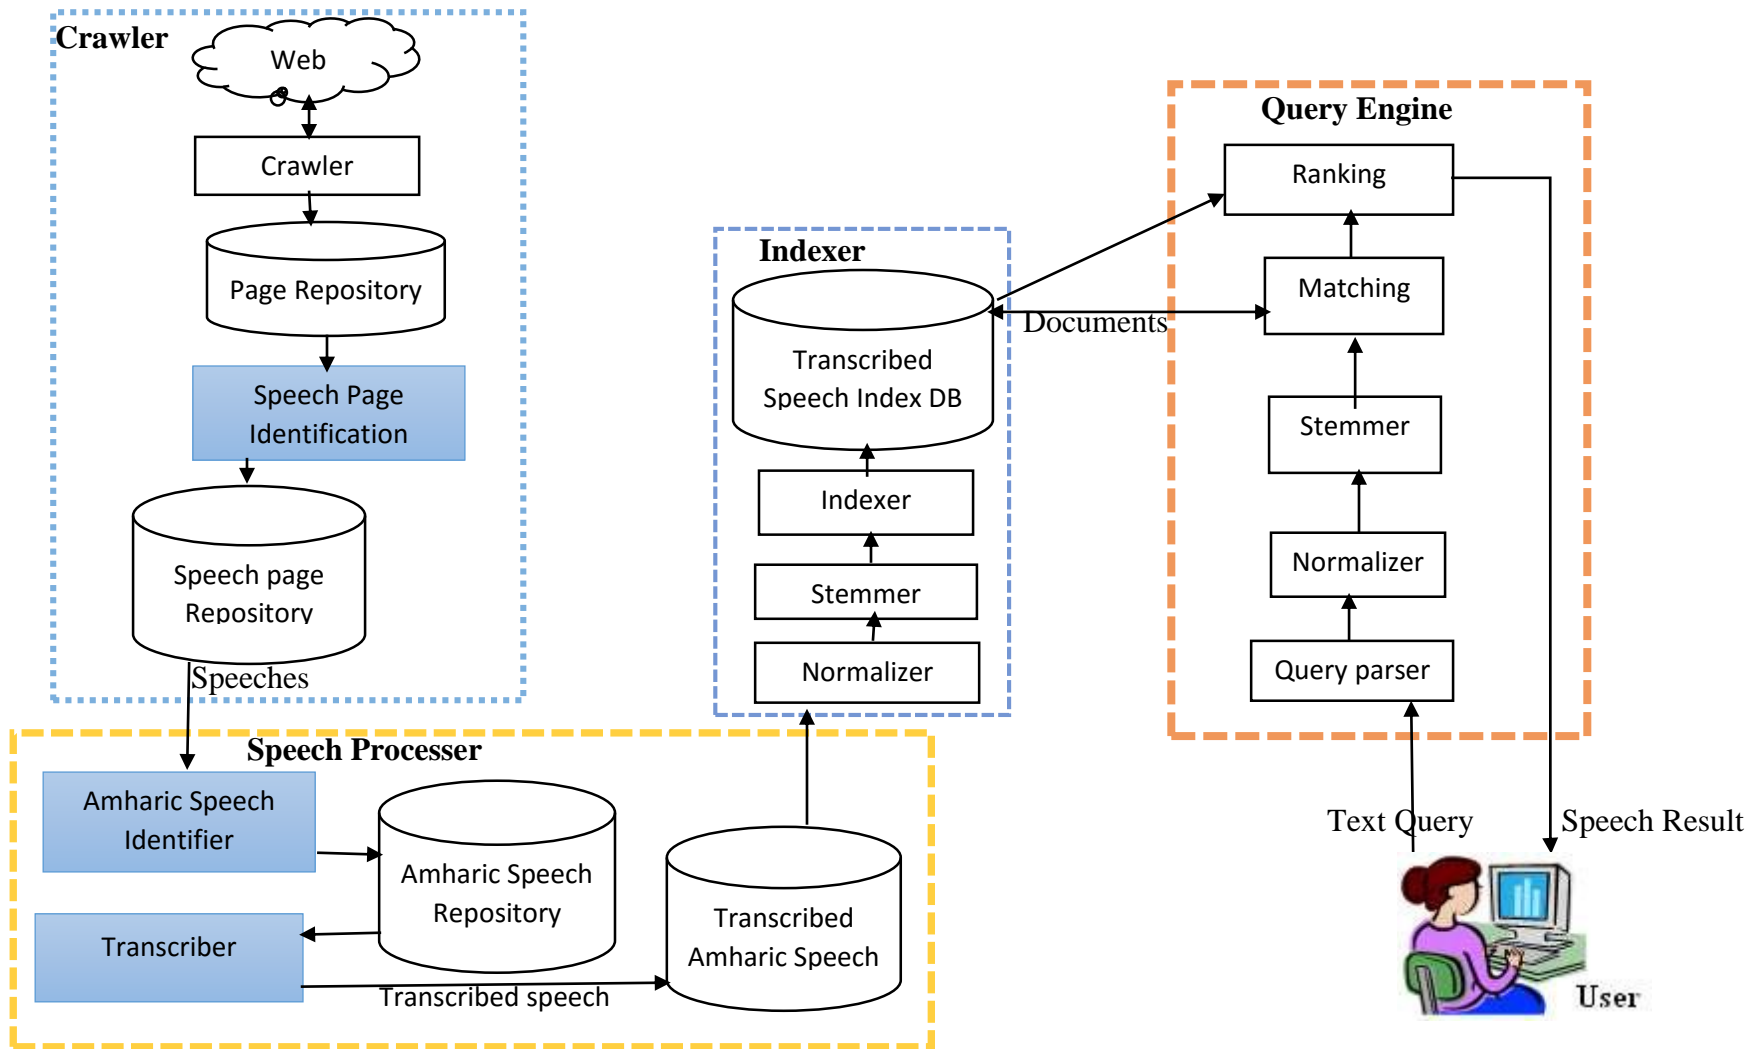 Crawler
Web
Crawler
Page Repository
Speech Page
Identification
Speech page
Repository
Speeches
Speech Processer
Amharic Speech
Identifier
Amharic Speech
Repository
Transcriber
Transcribed speech
Transcribed
Amharic Speech
Indexer
Transcribed
Speech Index DB
Indexer
Stemmer
Normalizer
Documents
Query Engine
Ranking
Matching
Stemmer
Normalizer
Query parser
Text Query
Speech Result
User